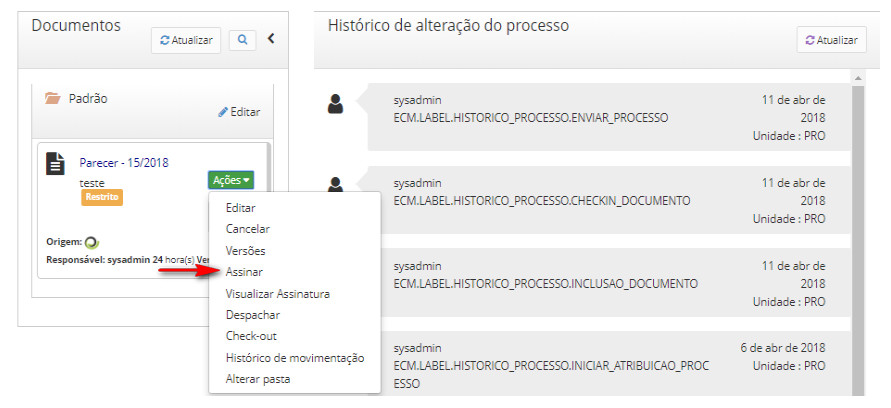 Documentos
Atualizar
Padrão
Editar
Parecer - 15/2018
teste
Restrito
Ações
Origem:
Responsável: sysadmin 24 hora(s) Ver
Editar
Cancelar
Versões
Assinar
Visualizar Assinatura
Despachar
Check-out
Histórico de movimentação
Alterar pasta
Histórico de alteração do processo
Atualizar
sysadmin
ECM.LABEL.HISTORICO_PROCESSO.ENVIAR_PROCESSO
11 de abr de
2018
Unidade : PRO
sysadmin
ECM.LABEL.HISTORICO_PROCESSO.CHECKIN_DOCUMENTO
11 de abr de
2018
Unidade : PRO
sysadmin
ECM.LABEL.HISTORICO_PROCESSO.INCLUSAO_DOCUMENTO
11 de abr de
2018
Unidade : PRO
sysadmin
ECM.LABEL.HISTORICO_PROCESSO.INICIAR_ATRIBUICAO_PROC
ESSO
6 de abr de 2018
Unidade : PRO